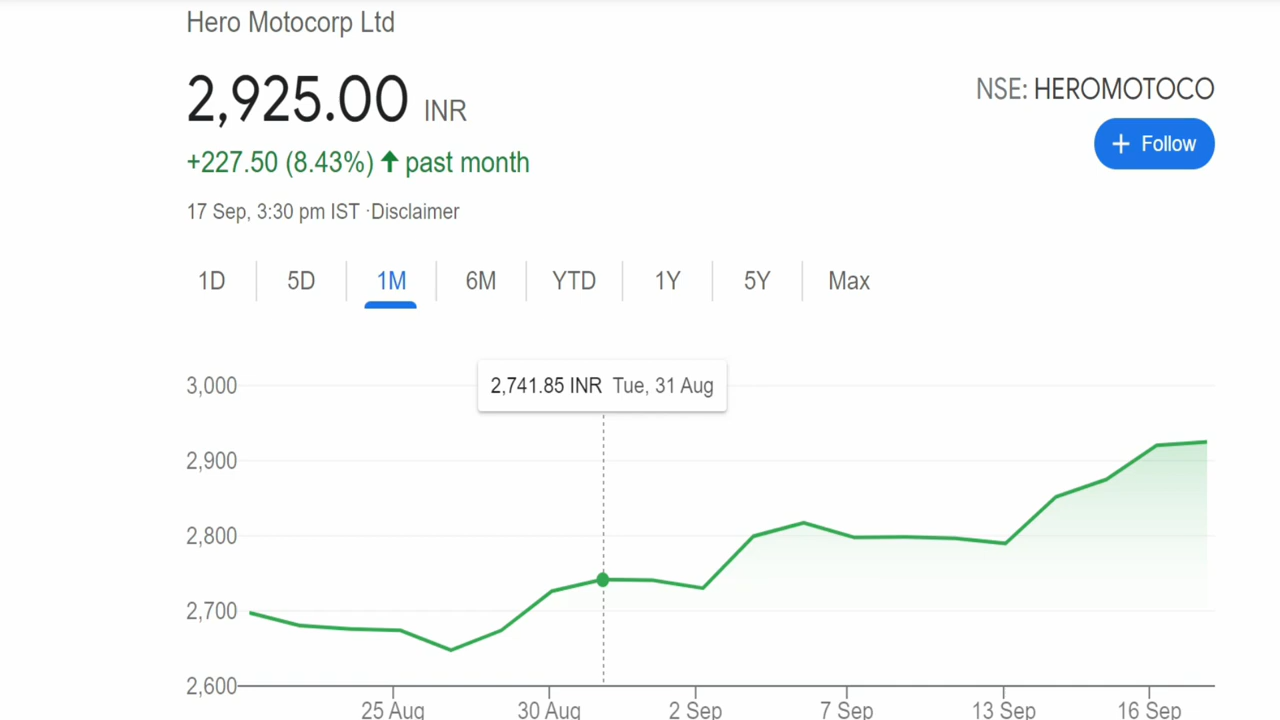 Hero Motocorp Ltd
2,925.00 INR
NSE: HEROMOTOCO
+ Follow
+227.50 (8.43%) ↑ past month
17 Sep, 3:30 pm IST ·Disclaimer
1D 5D 1M 6M YTD 1Y 5Y Max
2,741.85 INR Tue, 31 Aug
3,000
2,900
2,800
2,700
2,600
25 Aug 30 Aug 2 Sep 7 Sep 13 Sep 16 Sep